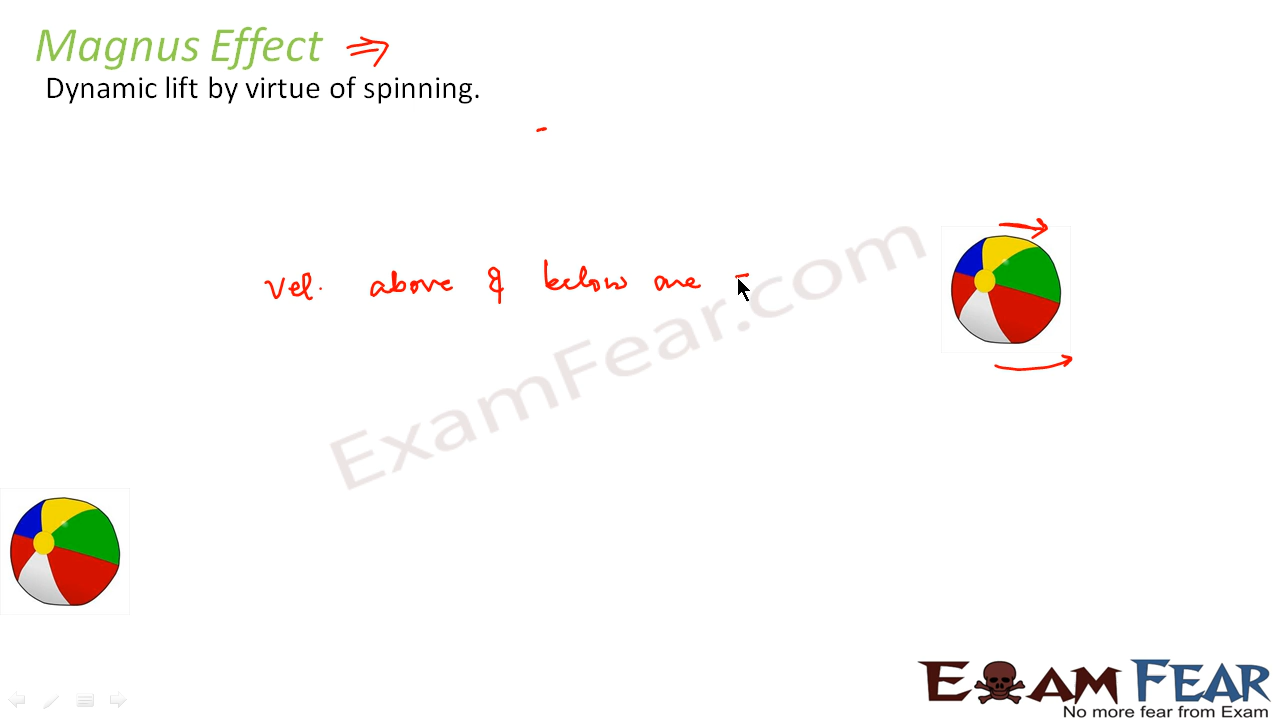 Magnus Effect
Dynamic lift by virtue of spinning.
Vel. above & below are =
ExamFear.com
EXAM FEAR
No more fear from Exam